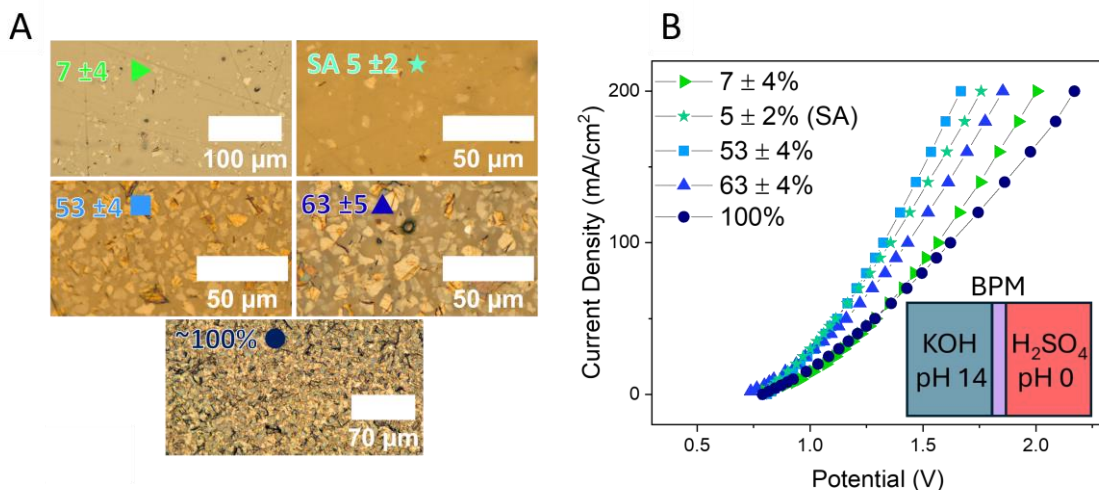 A
7 ±4
100 µm
SA 5 ±2
50 µm
53 ±4
50 µm
63 ±5
50 µm
~100%
70 µm
B
7 ± 4%
5 ± 2% (SA)
53 ± 4%
63 ± 4%
100%
200
100
0
Current Density (mA/cm²)
BPM
KOH
pH 14
H₂SO₄
pH 0
0.5 1.0 1.5 2.0
Potential (V)